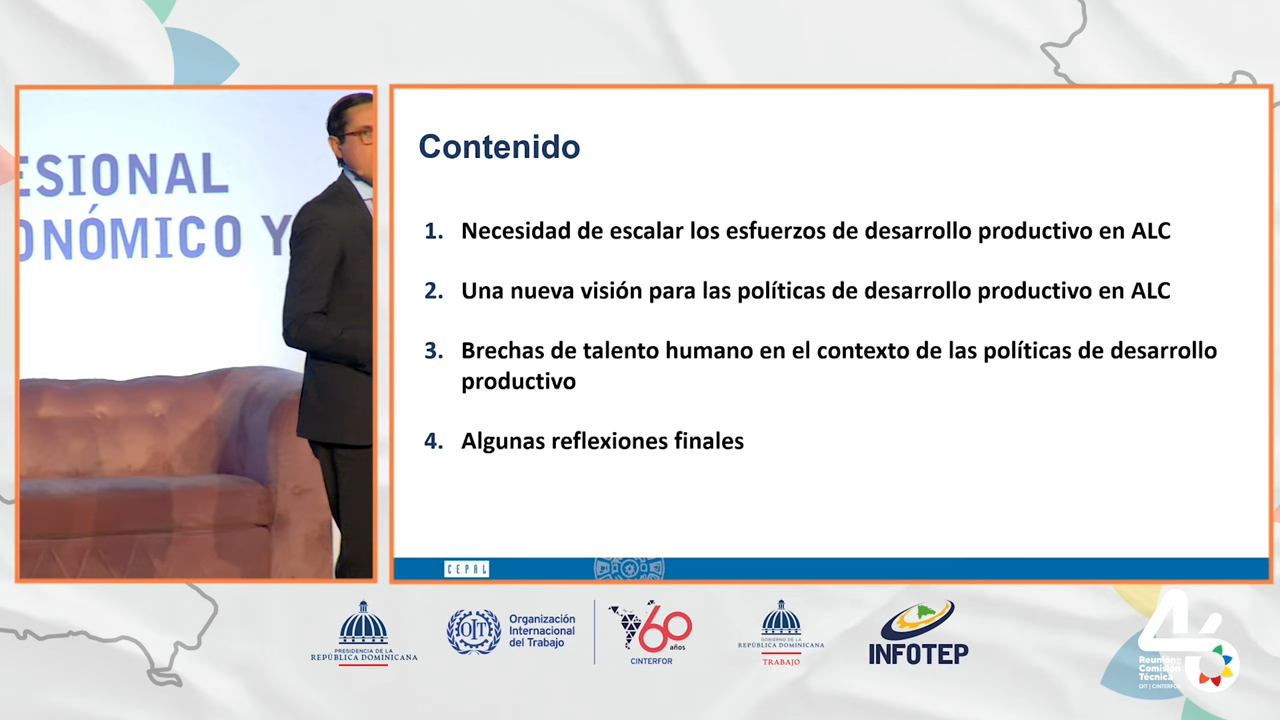 ESIONAL
ONÓMICO Y
Contenido
1. Necesidad de escalar los esfuerzos de desarrollo productivo en ALC
2. Una nueva visión para las políticas de desarrollo productivo en ALC
3. Brechas de talento humano en el contexto de las políticas de desarrollo
productivo
4. Algunas reflexiones finales
CEPAL
PRESIDENCIA DE LA
REPÚBLICA DOMINICANA
OIT
Organización
Internacional
del Trabajo
60
años
CINTERFOR
GOBIERNO DE LA
REPÚBLICA DOMINICANA
TRABAJO
INFOTEP
46
Reunión
Comisión
Técnica
OIT | CINTERFOR